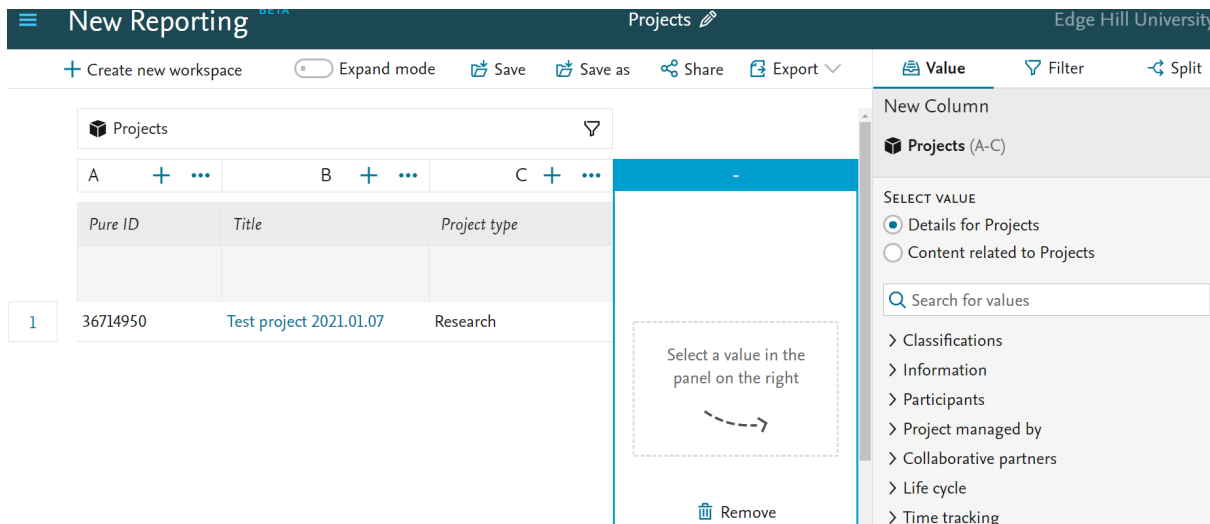 New Reporting BETA
Projects
Edge Hill University
Create new workspace
Expand mode
Save
Save as
Share
Export
Value
Filter
Split
Projects
A
B
C
-
Pure ID
Title
Project type
1
36714950
Test project 2021.01.07
Research
Select a value in the
panel on the right
Remove
New Column
Projects (A-C)
SELECT VALUE
Details for Projects
Content related to Projects
Search for values
Classifications
Information
Participants
Project managed by
Collaborative partners
Life cycle
Time tracking